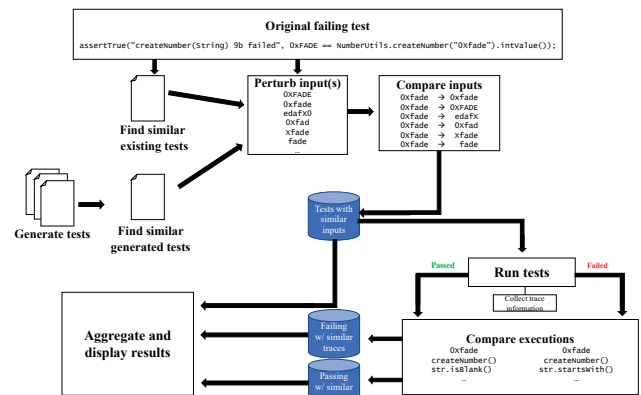 Original failing test
assertTrue("createNumber(String) 9b failed", 0xFADE == NumberUtils.createNumber("0Xfade").intValue());
Perturb input(s)
0XFADE
0xfade
edafX0
0Xfad
Xfade
fade
…
Compare inputs
0Xfade → 0xfade
0Xfade → 0XFADE
0Xfade → edafX
0Xfade → 0Xfad
0Xfade → Xfade
0Xfade → fade
Find similar
existing tests
Generate tests
Find similar
generated tests
Tests with
similar
inputs
Passed
Run tests
Failed
Collect trace
information
Aggregate and
display results
Failing
w/ similar
traces
Passing
w/ similar
Compare executions
0Xfade 0Xfade
createNumber() createNumber()
str.isBlank() str.startsWith()
… …